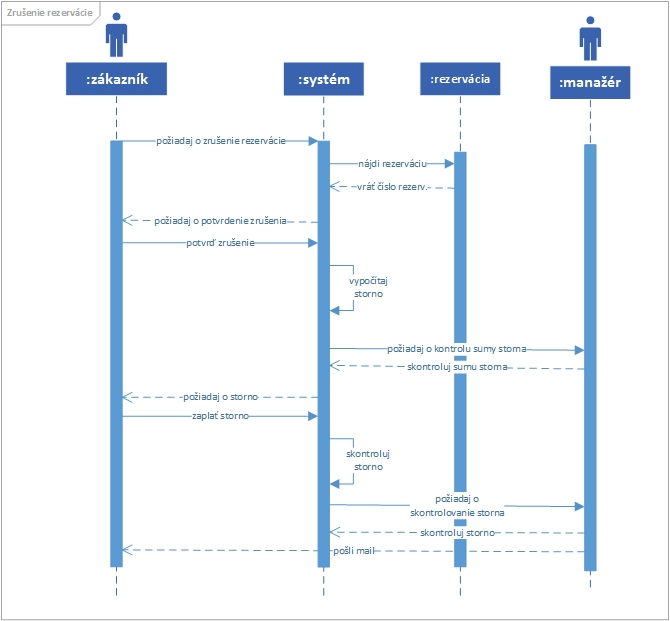 Zrušenie rezervácie
:zákazník
:systém
:rezervácia
:manažér
požiadaj o zrušenie rezervácie
nájdi rezerváciu
vráť číslo rezerv.
požiadaj o potvrdenie zrušenia
potvrď zrušenie
vypočítaj
storno
požiadaj o kontrolu sumy storna
skontroluj sumu storna
požiadaj o storno
zaplať storno
skontroluj
storno
požiadaj o
skontrolovanie storna
skontroluj storno
pošli mail